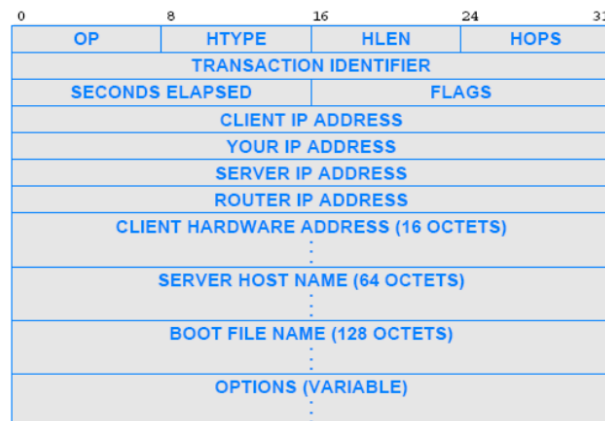 0 8 16 24 31
OP HTYPE HLEN HOPS
TRANSACTION IDENTIFIER
SECONDS ELAPSED FLAGS
CLIENT IP ADDRESS
YOUR IP ADDRESS
SERVER IP ADDRESS
ROUTER IP ADDRESS
CLIENT HARDWARE ADDRESS (16 OCTETS)
SERVER HOST NAME (64 OCTETS)
BOOT FILE NAME (128 OCTETS)
OPTIONS (VARIABLE)